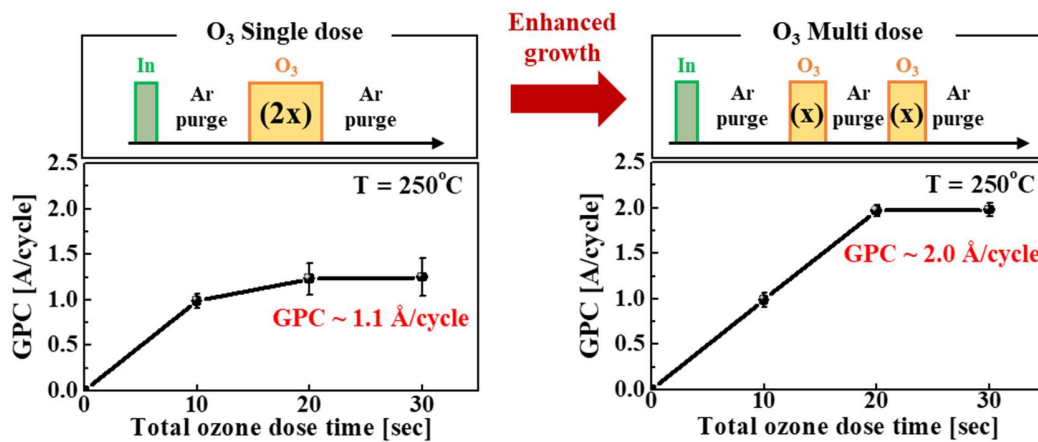 O₃ Single dose
In
O₃
Ar
purge
(2x)
Ar
purge
2.5
2.0
1.5
1.0
0.5
0.0
GPC [A/cycle]
T = 250°C
GPC ~ 1.1 Å/cycle
0
10
20
30
Total ozone dose time [sec]
Enhanced
growth
O₃ Multi dose
In
O₃
O₃
Ar
purge
(x)
Ar
purge
(x)
Ar
purge
2.5
2.0
1.5
1.0
0.5
0.0
GPC [A/cycle]
T = 250°C
GPC ~ 2.0 Å/cycle
0
10
20
30
Total ozone dose time [sec]